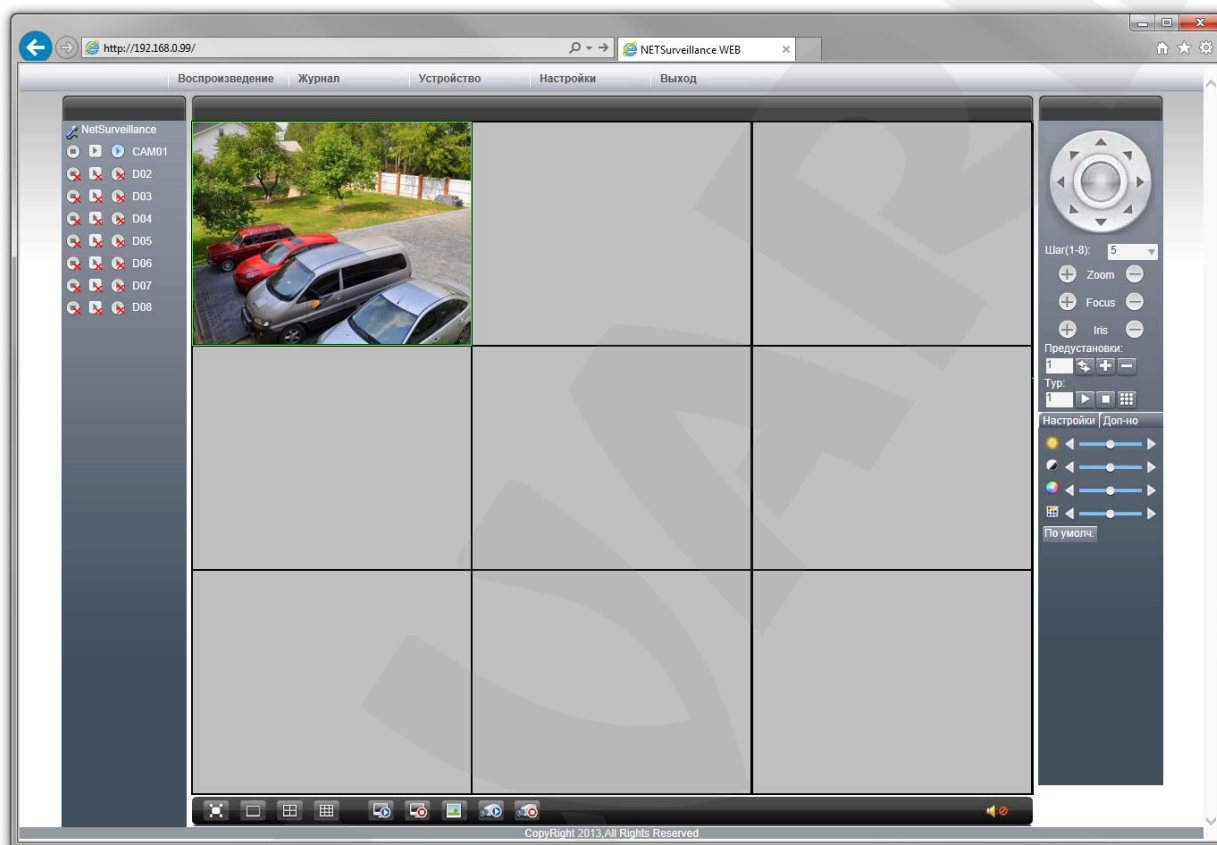 http://192.168.0.99/
NETSurveillance WEB
Воспроизведение Журнал Устройство Настройки Выход
NetSurveillance
CAM01
D02
D03
D04
D05
D06
D07
D08
Шаг(1-8): 5
Zoom
Focus
Iris
Предустановки:
1
Тур:
1
Настройки Доп-но
По умолч.
CopyRight 2013,All Rights Reserved